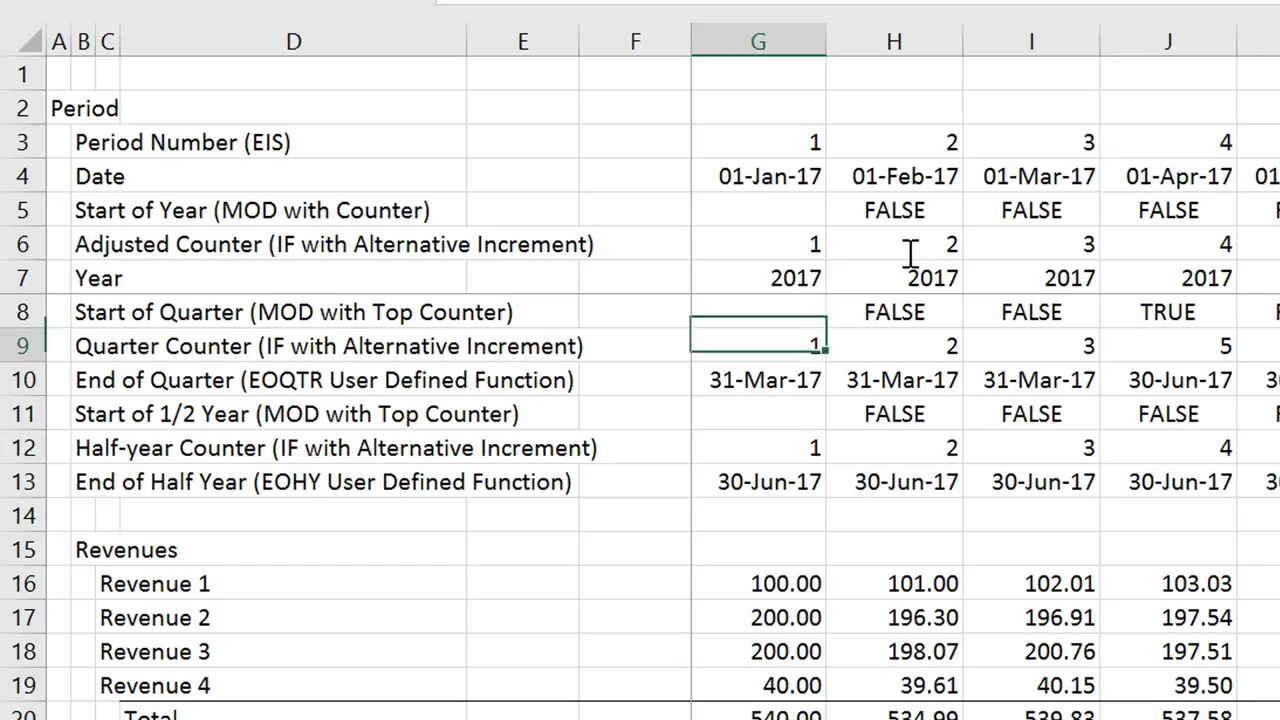 A B C D E F G H I J
1
2 Period
3 Period Number (EIS) 1 2 3 4
4 Date 01-Jan-17 01-Feb-17 01-Mar-17 01-Apr-17 01
5 Start of Year (MOD with Counter) FALSE FALSE FALSE F
6 Adjusted Counter (IF with Alternative Increment) 1 2 3 4
7 Year 2017 2017 2017 2017
8 Start of Quarter (MOD with Top Counter) FALSE FALSE TRUE F
9 Quarter Counter (IF with Alternative Increment) 1 2 3 5
10 End of Quarter (EOQTR User Defined Function) 31-Mar-17 31-Mar-17 31-Mar-17 30-Jun-17 3
11 Start of 1/2 Year (MOD with Top Counter) FALSE FALSE FALSE F
12 Half-year Counter (IF with Alternative Increment) 1 2 3 4
13 End of Half Year (EOHY User Defined Function) 30-Jun-17 30-Jun-17 30-Jun-17 30-Jun-17 3
14
15 Revenues
16 Revenue 1 100.00 101.00 102.01 103.03
17 Revenue 2 200.00 196.30 196.91 197.54
18 Revenue 3 200.00 198.07 200.76 197.51
19 Revenue 4 40.00 39.61 40.15 39.50
20 Total 540.00 534.99 539.83 537.58